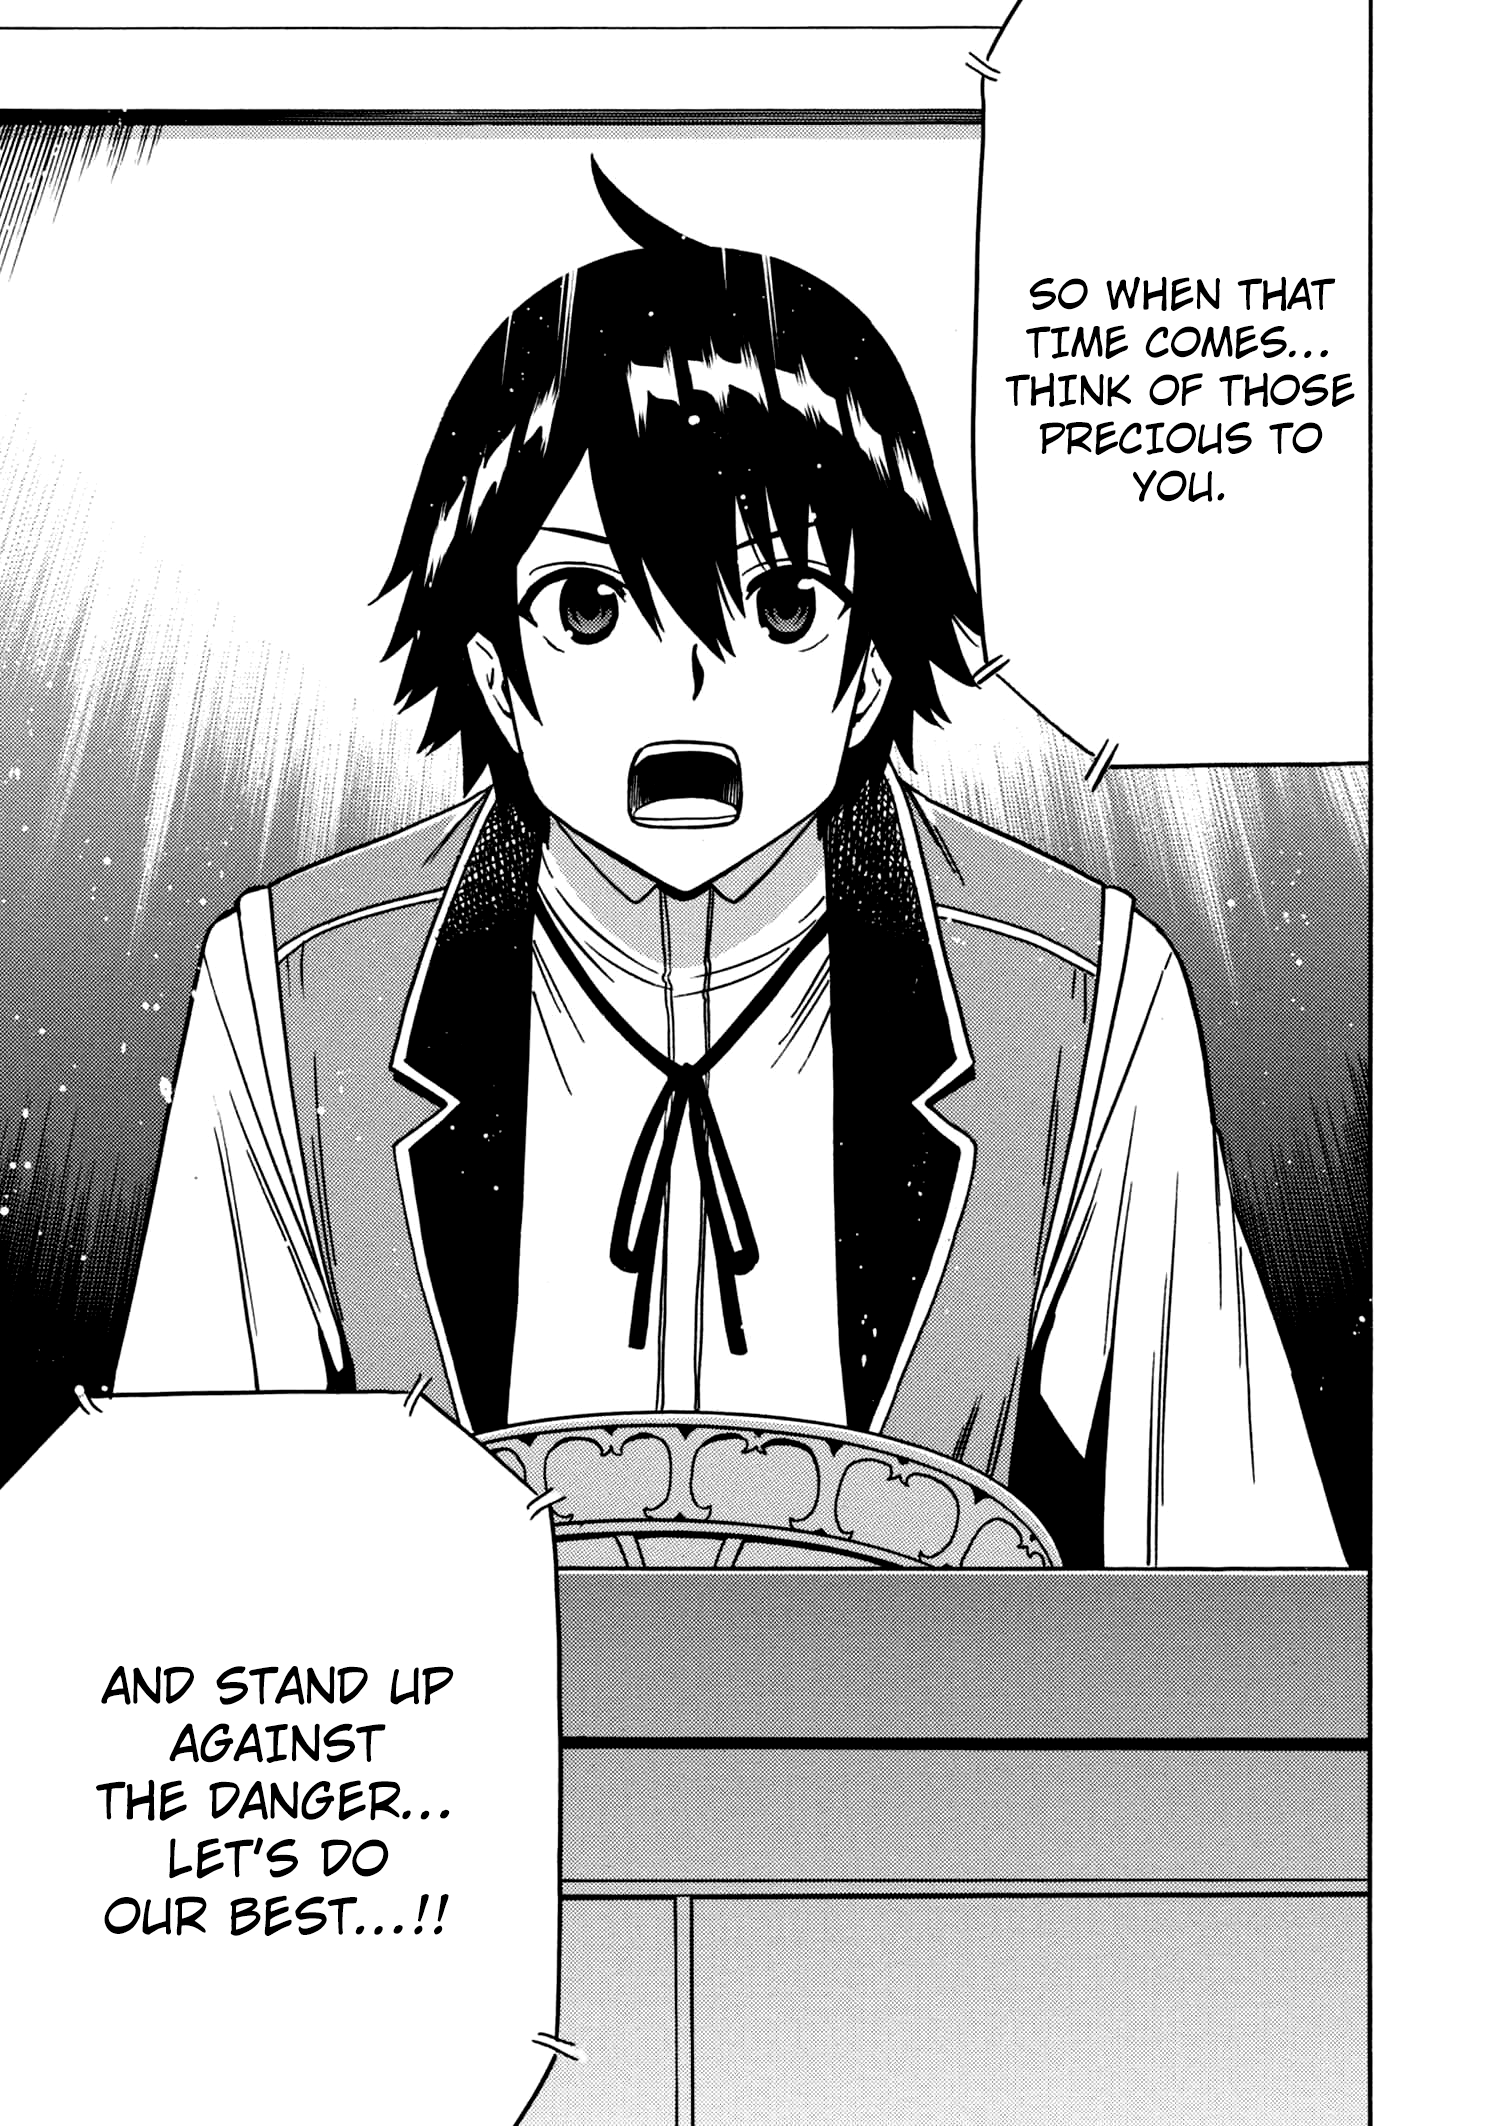 SO WHEN THAT
TIME COMES...
THINK OF THOSE
PRECIOUS TO
YOU.
AND STAND UP
AGAINST
THE DANGER...
LET'S DO
OUR BEST...!!